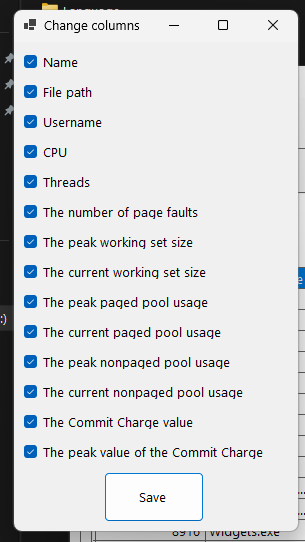 Language
Change columns
Name
File path
Username
CPU
Threads
The number of page faults
The peak working set size
The current working set size
The peak paged pool usage
:)
The current paged pool usage
The peak nonpaged pool usage
The current nonpaged pool usage
The Commit Charge value
The peak value of the Commit Charge
Save
8916 Widgets.exe